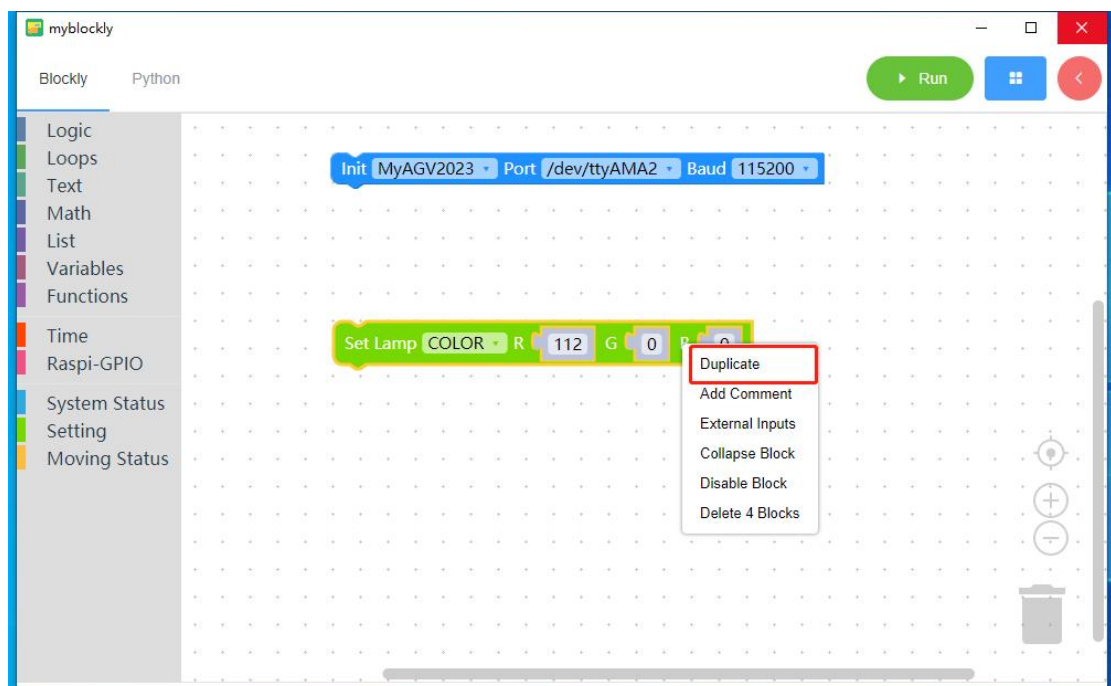 myblockly
Blockly Python
Run
Logic
Loops
Text
Math
List
Variables
Functions
Time
Raspi-GPIO
System Status
Setting
Moving Status
Init MyAGV2023 Port /dev/ttyAMA2 Baud 115200
Set Lamp COLOR R 112 G 0 B 0
Duplicate
Add Comment
External Inputs
Collapse Block
Disable Block
Delete 4 Blocks